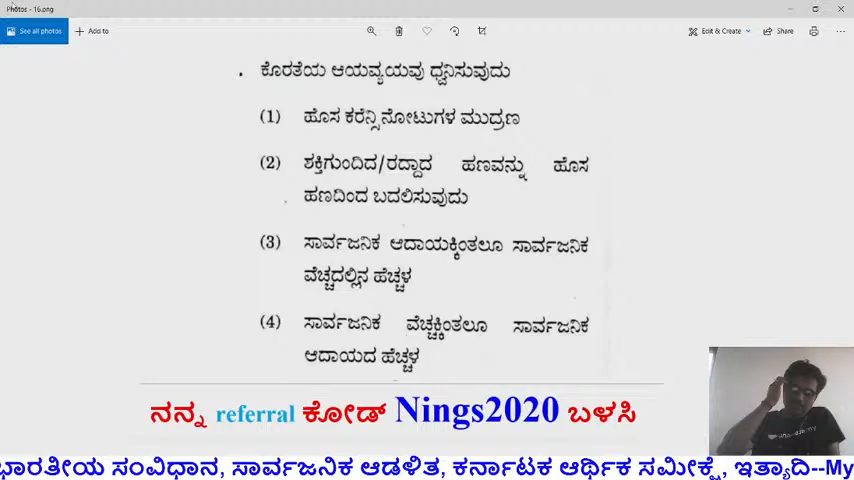 Photos - 16.png
See all photos
Add to
Edit & Create
Share
. ಕೊರತೆಯ ಆಯವ್ಯಯವು ಧ್ವನಿಸುವುದು
(1) ಹೊಸ ಕರೆನ್ಸಿ ನೋಟುಗಳ ಮುದ್ರಣ
(2) ಶಕ್ತಿಗುಂದಿದ/ರದ್ದಾದ ಹಣವನ್ನು ಹೊಸ
ಹಣದಿಂದ ಬದಲಿಸುವುದು
(3) ಸಾರ್ವಜನಿಕ ಆದಾಯಕ್ಕಿಂತಲೂ ಸಾರ್ವಜನಿಕ
ವೆಚ್ಚದಲ್ಲಿನ ಹೆಚ್ಚಳ
(4) ಸಾರ್ವಜನಿಕ ವೆಚ್ಚಕ್ಕಿಂತಲೂ ಸಾರ್ವಜನಿಕ
ಆದಾಯದ ಹೆಚ್ಚಳ
ನನ್ನ referral ಕೋಡ್ Nings2020 ಬಳಸಿ
ಭಾರತೀಯ ಸಂವಿಧಾನ, ಸಾರ್ವಜನಿಕ ಆಡಳಿತ, ಕರ್ನಾಟಕ ಆರ್ಥಿಕ ಸಮೀಕ್ಷೆ, ಇತ್ಯಾದಿ--My